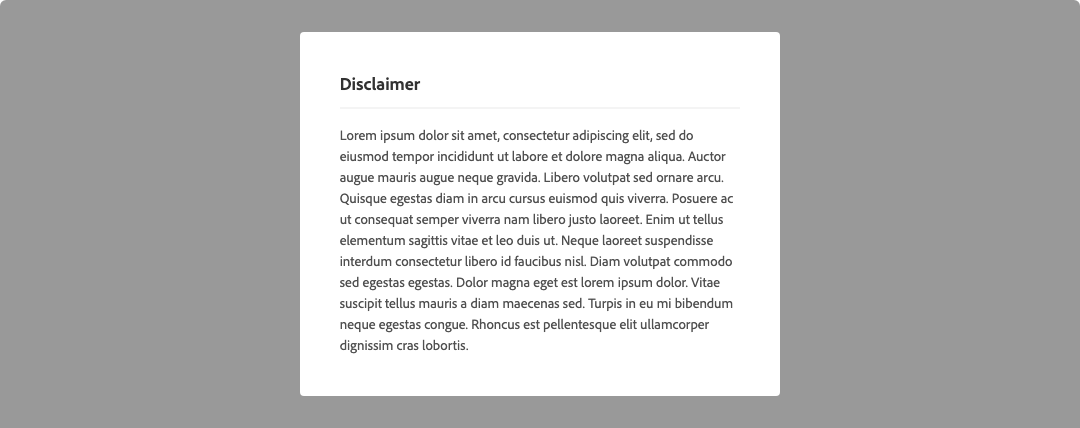 Disclaimer
Lorem ipsum dolor sit amet, consectetur adipiscing elit, sed do
eiusmod tempor incididunt ut labore et dolore magna aliqua. Auctor
augue mauris augue neque gravida. Libero volutpat sed ornare arcu.
Quisque egestas diam in arcu cursus euismod quis viverra. Posuere ac
ut consequat semper viverra nam libero justo laoreet. Enim ut tellus
elementum sagittis vitae et leo duis ut. Neque laoreet suspendisse
interdum consectetur libero id faucibus nisl. Diam volutpat commodo
sed egestas egestas. Dolor magna eget est lorem ipsum dolor. Vitae
suscipit tellus mauris a diam maecenas sed. Turpis in eu mi bibendum
neque egestas congue. Rhoncus est pellentesque elit ullamcorper
dignissim cras lobortis.